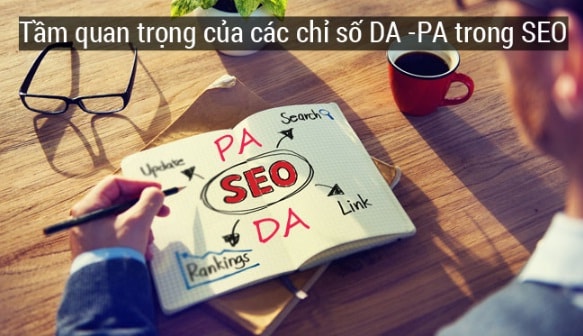 Tầm quan trọng của các chỉ số DA -PA trong SEO
PA
Search
Update
SEO
Link
DA
Rankings